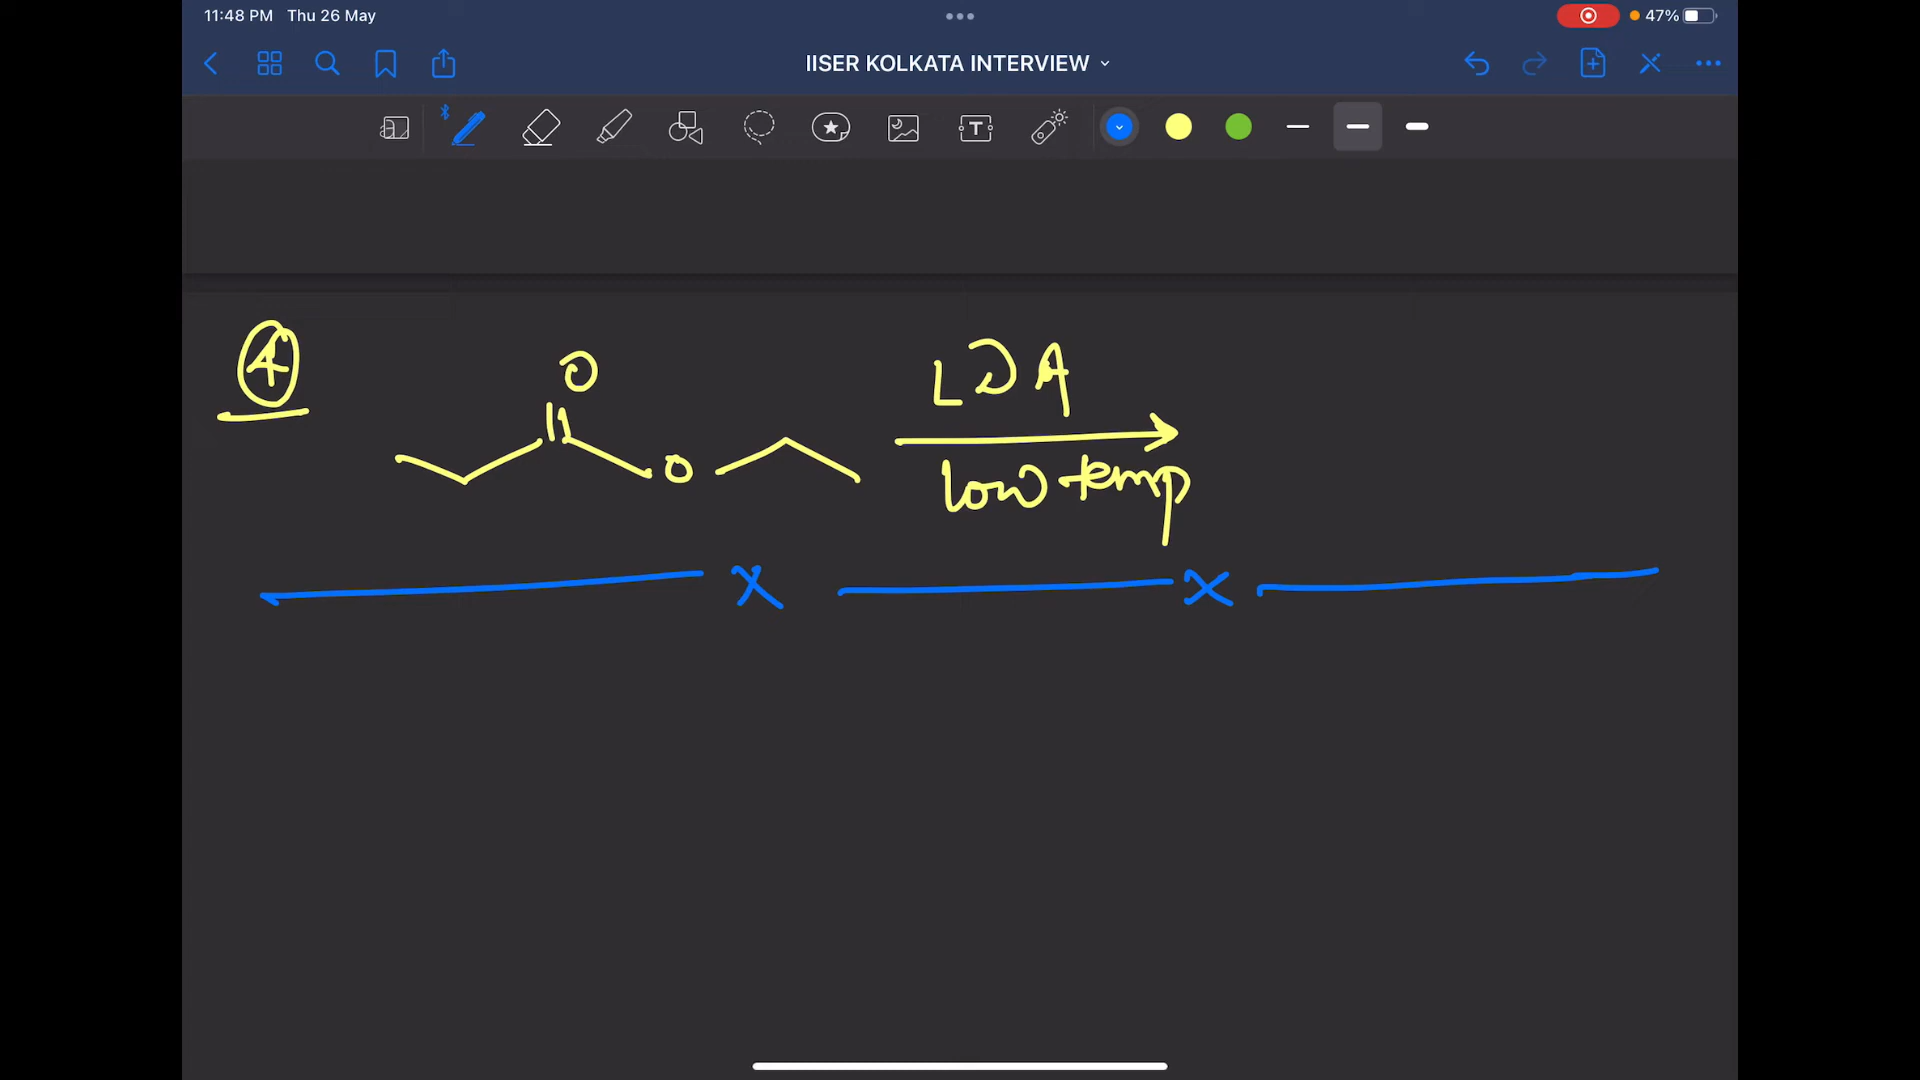 11:48 PM Thu 26 May
47%
IISER KOLKATA INTERVIEW
T
4
O
LDA
O
low temp
X X